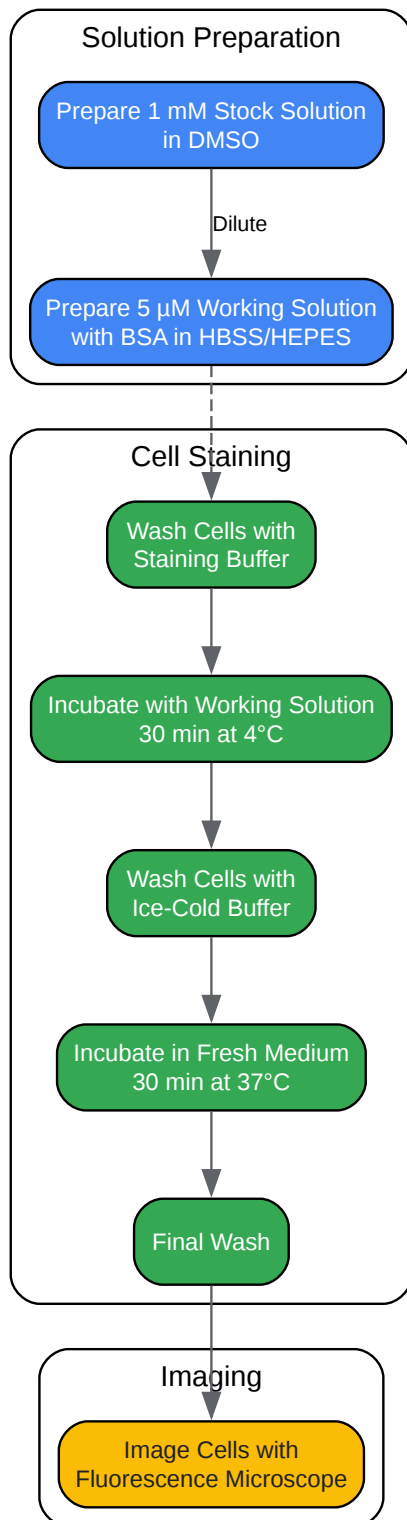 Solution Preparation
Prepare 1 mM Stock Solution
in DMSO
Dilute
Prepare 5 µM Working Solution
with BSA in HBSS/HEPES
Cell Staining
Wash Cells with
Staining Buffer
Incubate with Working Solution
30 min at 4°C
Wash Cells with
Ice-Cold Buffer
Incubate in Fresh Medium
30 min at 37°C
Final Wash
Imaging
Image Cells with
Fluorescence Microscope